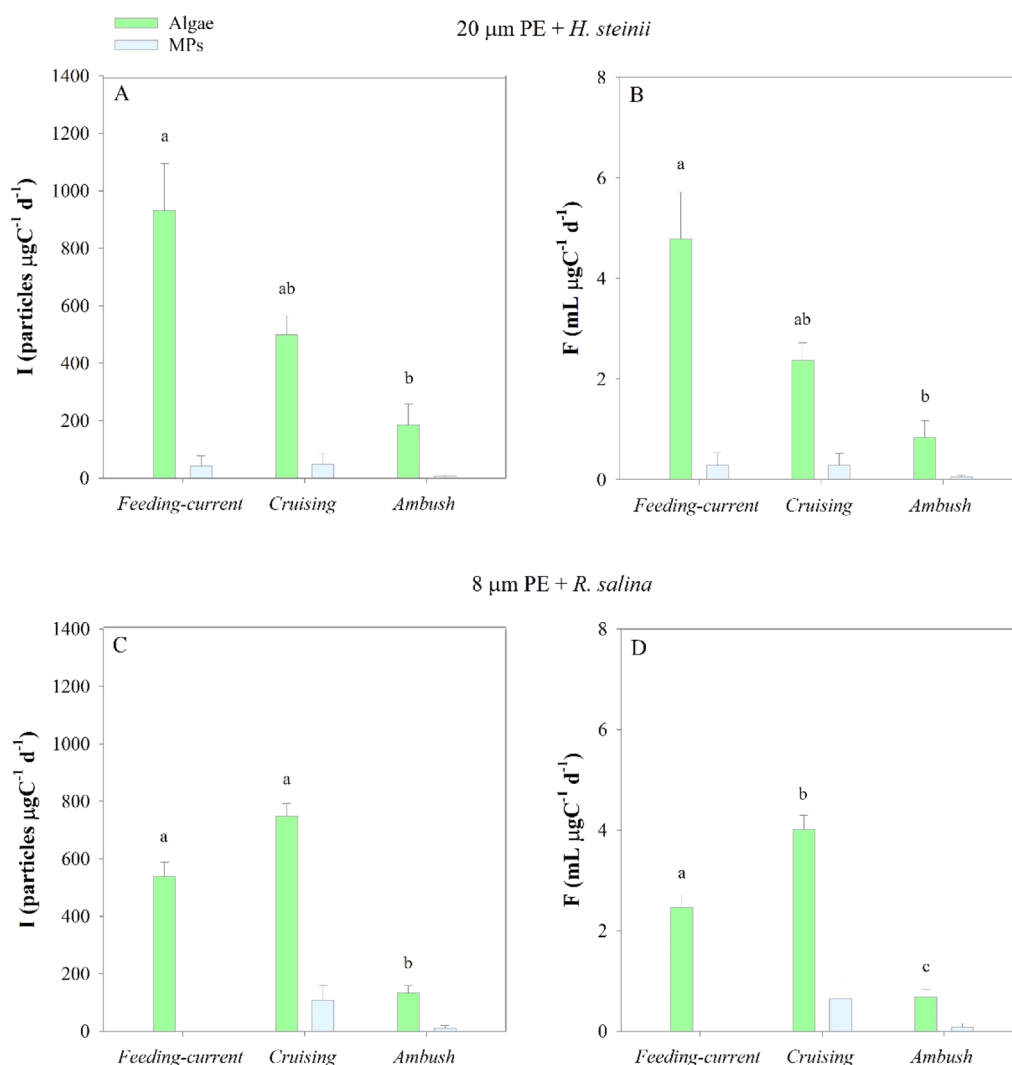 Algae
MPs
20 μm PE + H. steinii
A
I (particles μgC⁻¹ d⁻¹)
1400
1200
1000
800
600
400
200
0
a
ab
b
Feeding-current Cruising Ambush
B
F (mL μgC⁻¹ d⁻¹)
8
6
4
2
0
a
ab
b
Feeding-current Cruising Ambush
8 μm PE + R. salina
C
I (particles μgC⁻¹ d⁻¹)
1400
1200
1000
800
600
400
200
0
a
a
b
Feeding-current Cruising Ambush
D
F (mL μgC⁻¹ d⁻¹)
8
6
4
2
0
a
b
c
Feeding-current Cruising Ambush